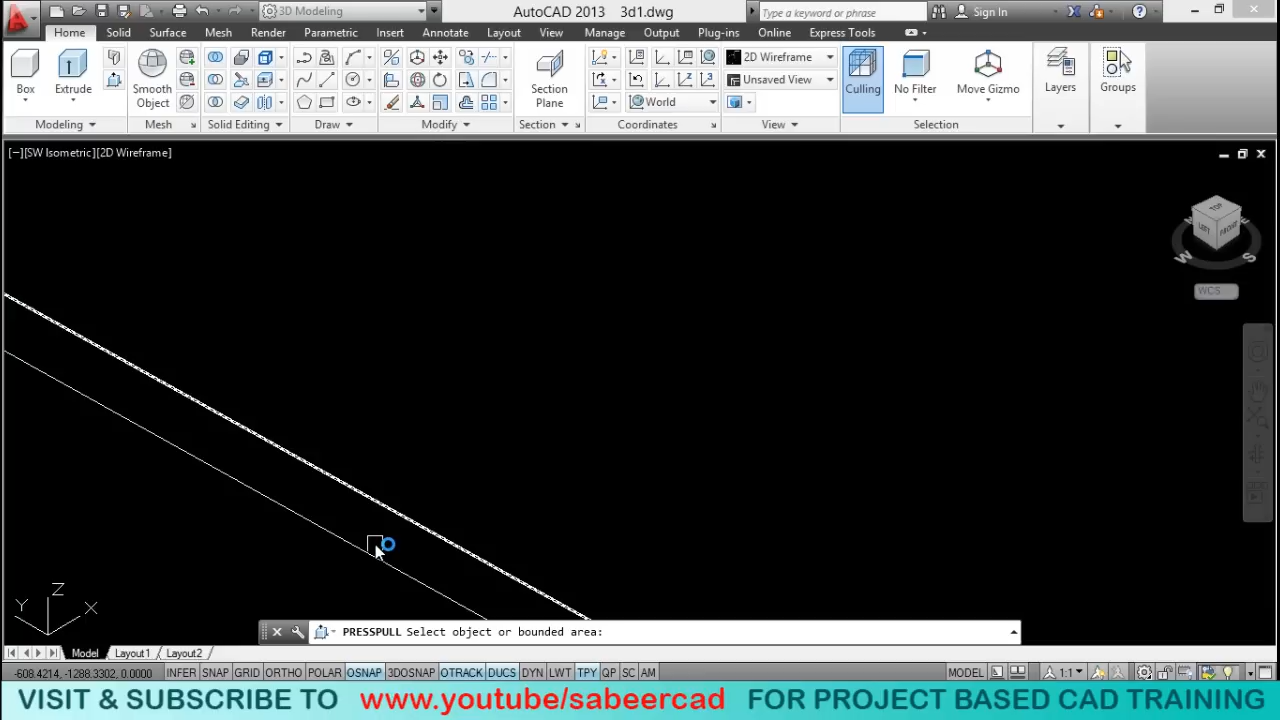 3D Modeling
AutoCAD 2013 3d1.dwg
Type a keyword or phrase
Sign In
Home Solid Surface Mesh Render Parametric Insert Annotate Layout View Manage Output Plug-ins Online Express Tools
Box
Extrude
Smooth Object
Section Plane
World
2D Wireframe
Unsaved View
Culling
No Filter
Move Gizmo
Layers
Groups
Modeling Mesh Solid Editing Draw Modify Section Coordinates View Selection
[−][SW Isometric][2D Wireframe]
TOP
LEFT FRONT
W S
WCS
Z
Y X
PRESSPULL Select object or bounded area:
Model Layout1 Layout2
-608.4214, -1288.3302, 0.0000 INFER SNAP GRID ORTHO POLAR OSNAP 3DOSNAP OTRACK DUCS DYN LWT TPY QP SC AM MODEL 1:1
VISIT & SUBSCRIBE TO www.youtube/sabeercad FOR PROJECT BASED CAD TRAINING